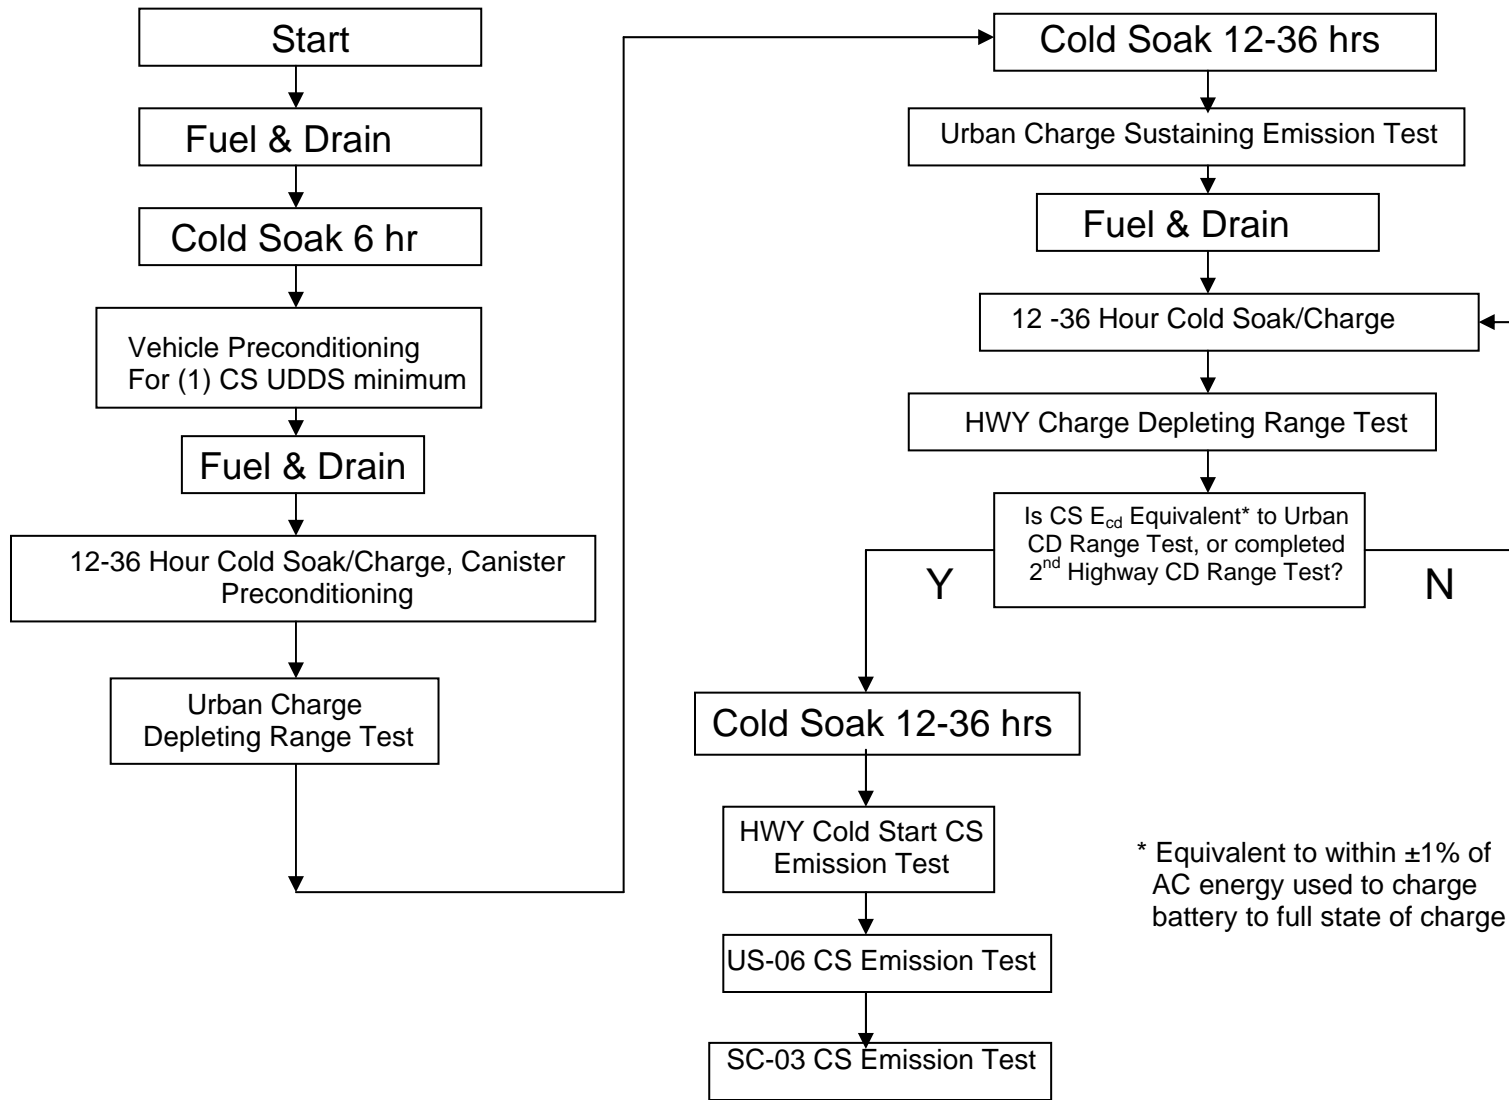 Start
Fuel & Drain
Cold Soak 6 hr
Vehicle Preconditioning
For (1) CS UDDS minimum
Fuel & Drain
12-36 Hour Cold Soak/Charge, Canister
Preconditioning
Urban Charge
Depleting Range Test
Cold Soak 12-36 hrs
Urban Charge Sustaining Emission Test
Fuel & Drain
12 -36 Hour Cold Soak/Charge
HWY Charge Depleting Range Test
Is CS Ecd Equivalent* to Urban
CD Range Test, or completed
2nd Highway CD Range Test?
Y
N
Cold Soak 12-36 hrs
HWY Cold Start CS
Emission Test
US-06 CS Emission Test
SC-03 CS Emission Test
* Equivalent to within ±1% of
AC energy used to charge
battery to full state of charge